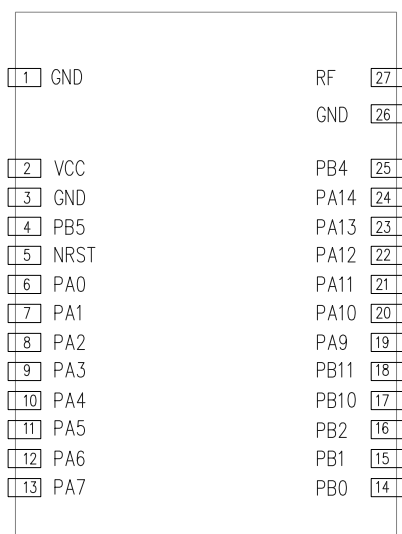 1 GND RF 27
GND 26
2 VCC PB4 25
3 GND PA14 24
4 PB5 PA13 23
5 NRST PA12 22
6 PA0 PA11 21
7 PA1 PA10 20
8 PA2 PA9 19
9 PA3 PB11 18
10 PA4 PB10 17
11 PA5 PB2 16
12 PA6 PB1 15
13 PA7 PB0 14